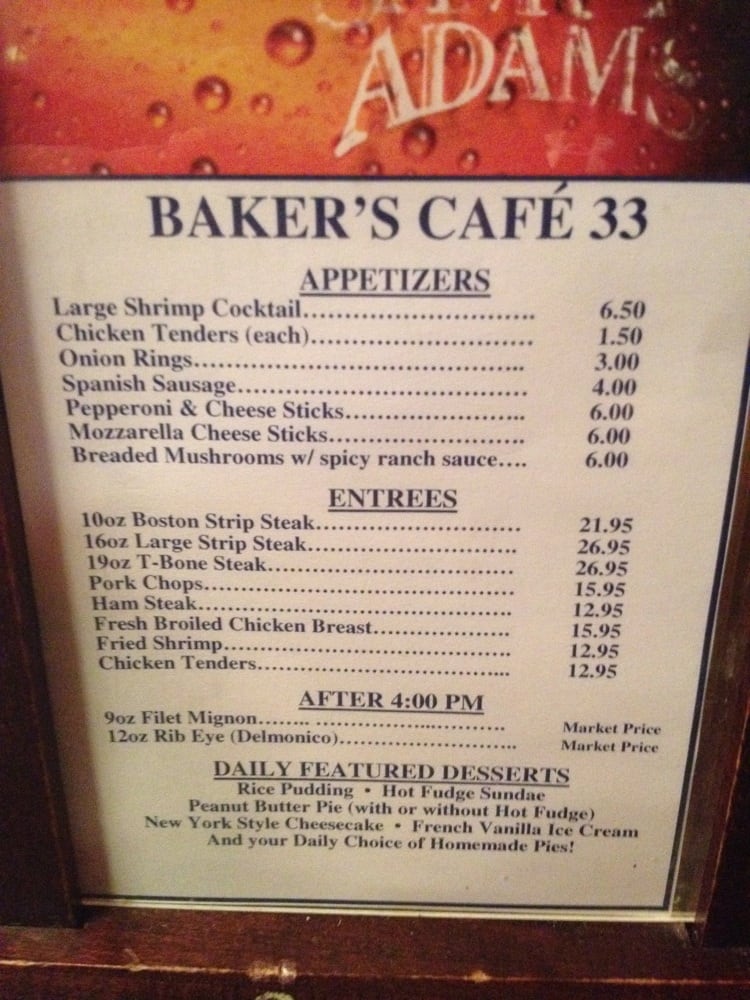 ADAMS
BAKER'S CAFÉ 33
APPETIZERS
Large Shrimp Cocktail............................. 6.50
Chicken Tenders (each)............................ 1.50
Onion Rings.......................................... 3.00
Spanish Sausage.................................... 4.00
Pepperoni & Cheese Sticks....................... 6.00
Mozzarella Cheese Sticks......................... 6.00
Breaded Mushrooms w/ spicy ranch sauce.... 6.00
ENTREES
10oz Boston Strip Steak........................... 21.95
16oz Large Strip Steak............................ 26.95
19oz T-Bone Steak.................................. 26.95
Pork Chops........................................... 15.95
Ham Steak............................................ 12.95
Fresh Broiled Chicken Breast.................... 15.95
Fried Shrimp......................................... 12.95
Chicken Tenders..................................... 12.95
AFTER 4:00 PM
9oz Filet Mignon........ ............................ Market Price
12oz Rib Eye (Delmonico)......................... Market Price
DAILY FEATURED DESSERTS
Rice Pudding • Hot Fudge Sundae
Peanut Butter Pie (with or without Hot Fudge)
New York Style Cheesecake • French Vanilla Ice Cream
And your Daily Choice of Homemade Pies!